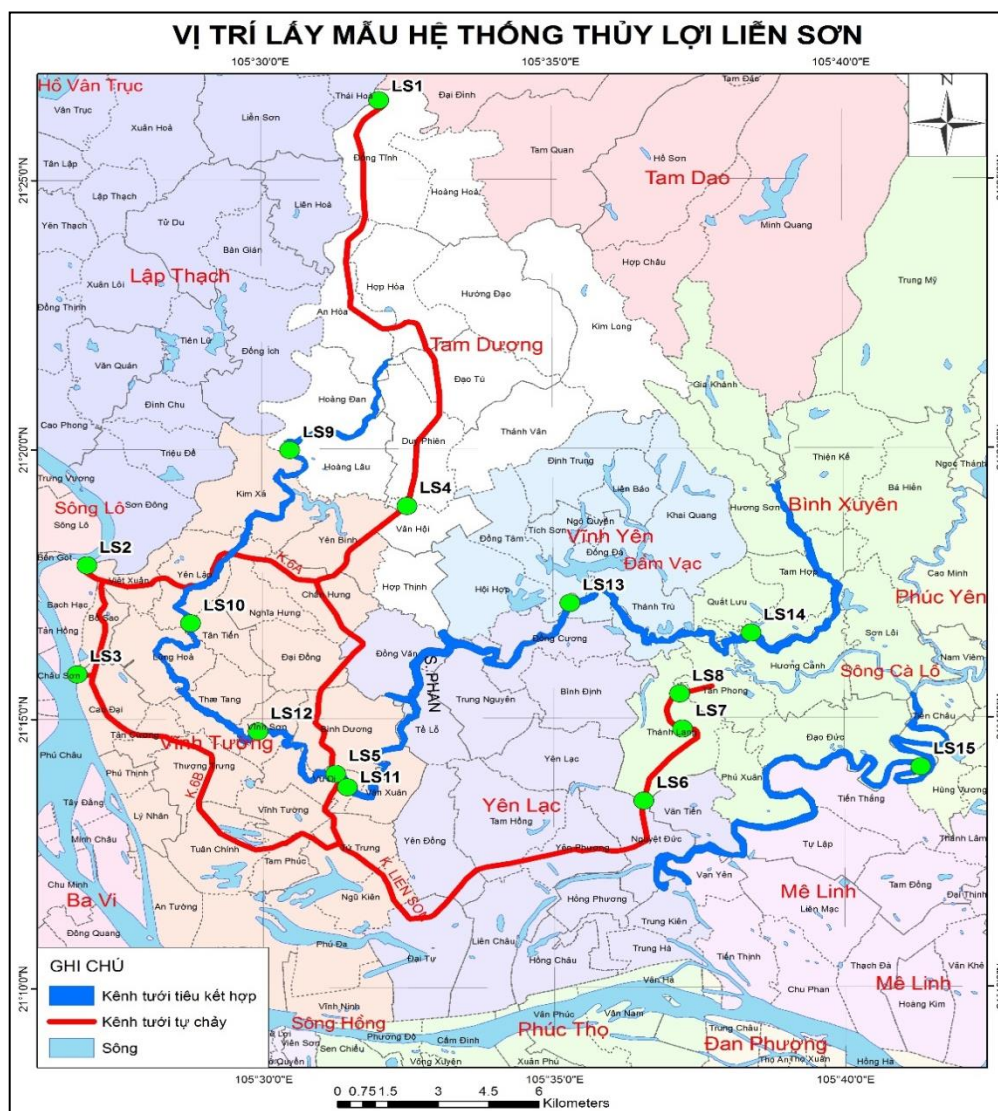 VỊ TRÍ LẤY MẪU HỆ THỐNG THỦY LỢI LIỄN SƠN
105°30'0"E
105°35'0"E
105°40'0"E
N
Hồ Vân Trục
Vân Trục
Xuân Hoà
Liễn Sơn
Thái Hoà
LS1
Đại Đình
Tam Đảo
Đồng Tĩnh
Tam Quan
Hồ Sơn
Tam Dao
21°25'0"N
Tân Lập
Lập Thạch
Liên Hoà
Hoàng Hoa
Minh Quang
Yên Thạch
Tử Du
Bàn Giản
Hợp Châu
Xuân Lôi
Lập Thạch
Hợp Hòa
Hướng Đạo
Trung Mỹ
Đồng Thịnh
Tiên Lữ
An Hòa
Kim Long
Văn Quán
Đồng Ích
Tam Dương
Đạo Tú
Đình Chu
Hoàng Đan
Gia Khánh
Cao Phong
Triệu Đề
LS9
Duy Phiên
Thanh Vân
21°20'0"N
Hoàng Lâu
Định Trung
Thiện Kế
Ngọc Thanh
Trung Vương
Sơn Đông
Kim Xá
LS4
Liên Bảo
Bá Hiến
Sông Lô
Sông Lô
Yên Bình
Vân Hội
Tích Sơn
Ngô Quyền
Khai Quang
Hương Sơn
Bình Xuyên
LS2
Đồng Tâm
Vĩnh Yên
Đống Đa
Đầm Vạc
Việt Xuân
Yên Lập
K 6A
Chấn Hưng
Hợp Thịnh
Hội Hợp
LS13
Tam Hợp
Cao Minh
Bạch Hạc
Bồ Sao
LS10
Nghĩa Hưng
Thanh Trù
Quất Lưu
LS14
Phúc Yên
Tân Hồng
Tân Tiến
Đồng Cương
Sơn Lôi
LS3
Lũng Hoà
Đại Đồng
Đồng Văn
S. PHAN
Hương Cảnh
Nam Viêm
Châu Sơn
LS8
Sông Cà Lồ
Cao Đại
Trung Nguyên
Bình Định
Tân Phong
21°15'0"N
LS12
Vĩnh Sơn
Bình Dương
Tề Lỗ
LS7
Thanh Lãng
Tiền Châu
Phú Châu
Vĩnh Tường
Đạo Đức
LS15
Thượng Trưng
LS5
LS11
Yên Lạc
Phú Xuân
Phú Thịnh
Vân Xuân
LS6
Tiến Thắng
Hùng Vương
Tây Đằng
K 6B
Lý Nhân
Vĩnh Tường
Yên Lạc
Tam Hồng
Văn Tiến
Minh Châu
Tuân Chính
Yên Đồng
Nguyệt Đức
Tự Lập
Thanh Lâm
Tam Phúc
Yên Phương
Vạn Yên
Chu Minh
Ngũ Kiên
K. LIEN SON
Mê Linh
Tam Đồng
Đại Thịnh
Ba Vi
An Tường
Hồng Phương
Liên Mạc
Đông Quang
Trung Kiên
Phú Đa
Liên Châu
Trung Hà
Tiền Thịnh
Văn Khê
Đại Tự
Hồng Châu
Thạch Đà
Mê Linh
21°10'0"N
Chu Phan
Hoàng Kim
GHI CHÚ
Kênh tưới tiêu kết hợp
Kênh tưới tự chảy
Sông
Vĩnh Ninh
Sông Hồng
Vân Phúc
Vân Nam
Phương Độ
Cẩm Đình
Phúc Thọ
Trung Châu
Đan Phượng
Viên Sơn
Sen Chiểu
Võng Xuyên
Xuân Phú
Thọ An
Thọ Xuân
Hồng Hà
105°30'0"E
105°35'0"E
105°40'0"E
0 0.75 1.5 3 4.5 6
Kilometers